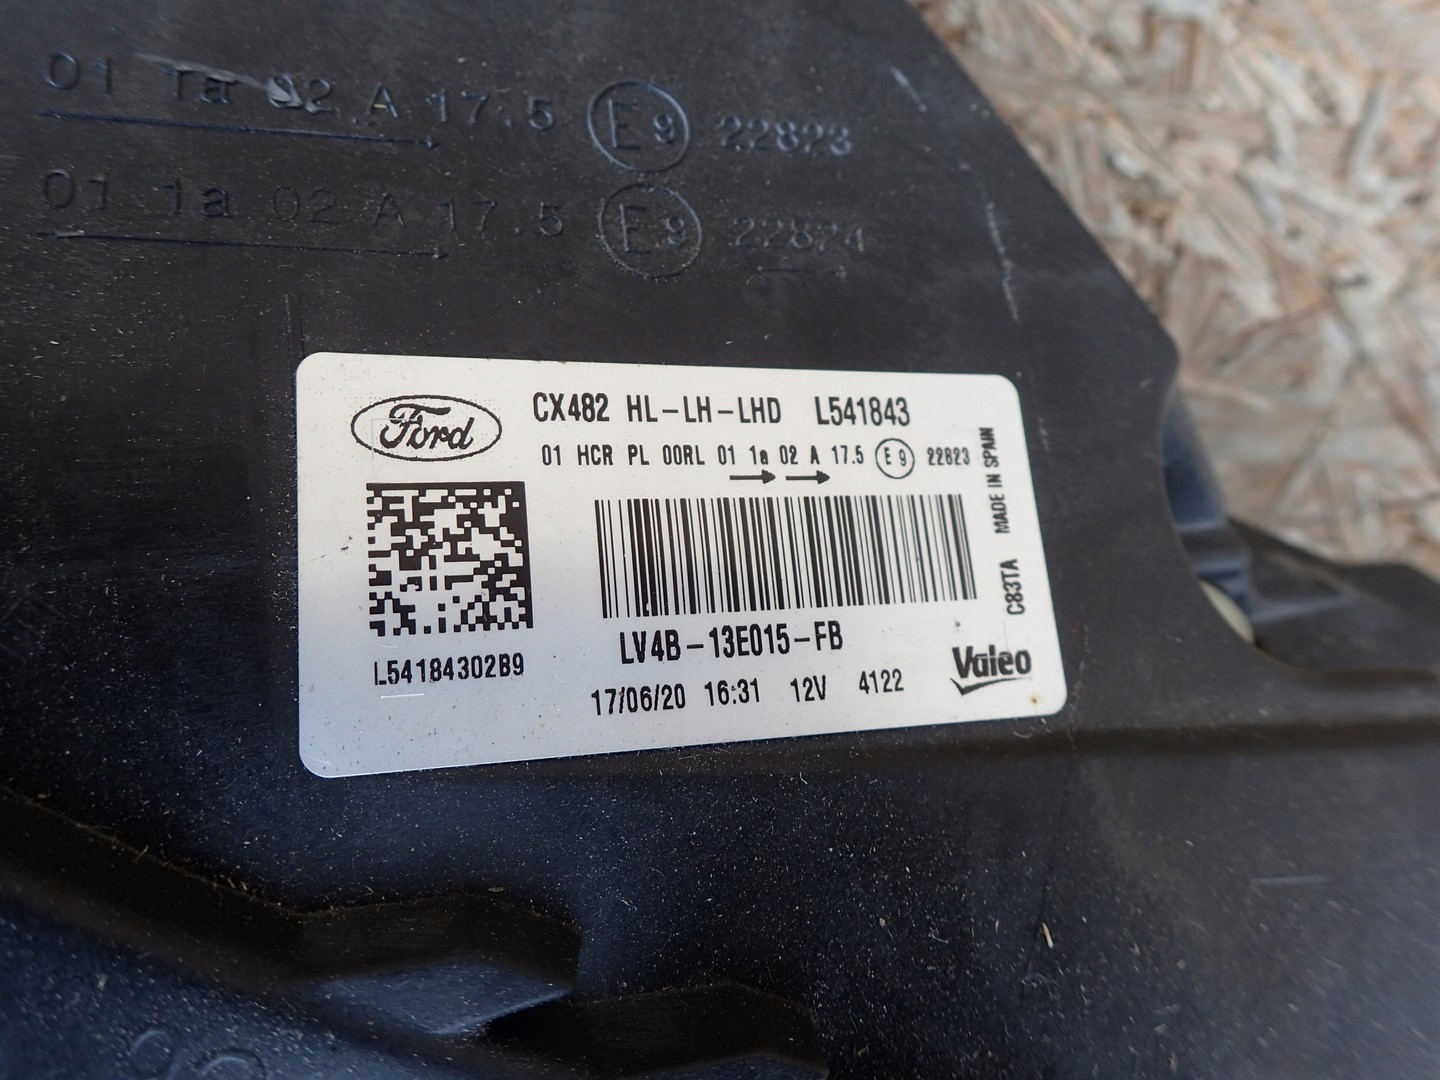 01 1a 02 A 17.5 E9 22823
01 1a 02 A 17.5 E9 22824
Ford
CX482 HL-LH-LHD L541843
01 HCR PL 00RL 01 1a 02 A 17.5 E9 22823
MADE IN SPAIN
C83TA
L54184302B9
LV4B-13E015-FB
17/06/20 16:31 12V 4122
Valeo